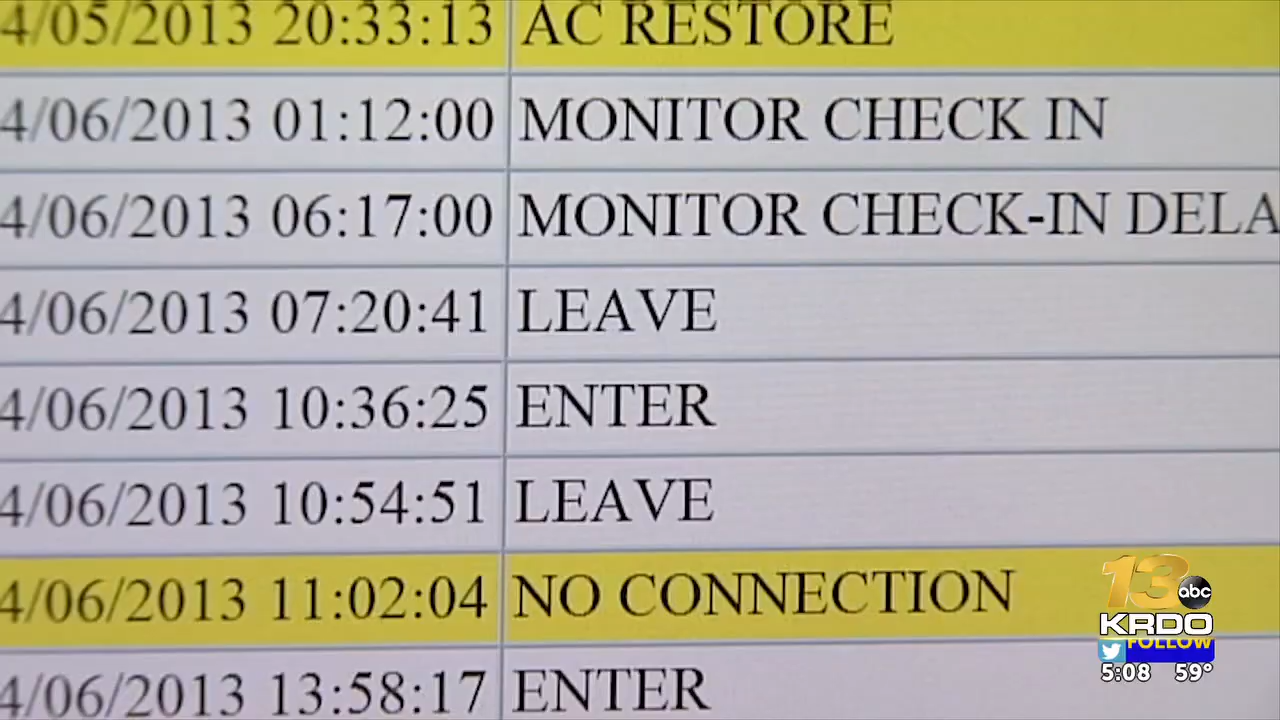 4/05/2013 20:33:13 AC RESTORE
4/06/2013 01:12:00 MONITOR CHECK IN
4/06/2013 06:17:00 MONITOR CHECK-IN DELA
4/06/2013 07:20:41 LEAVE
4/06/2013 10:36:25 ENTER
4/06/2013 10:54:51 LEAVE
4/06/2013 11:02:04 NO CONNECTION
4/06/2013 13:58:17 ENTER
13 abc
KRDO
FOLLOW
5:08 59°